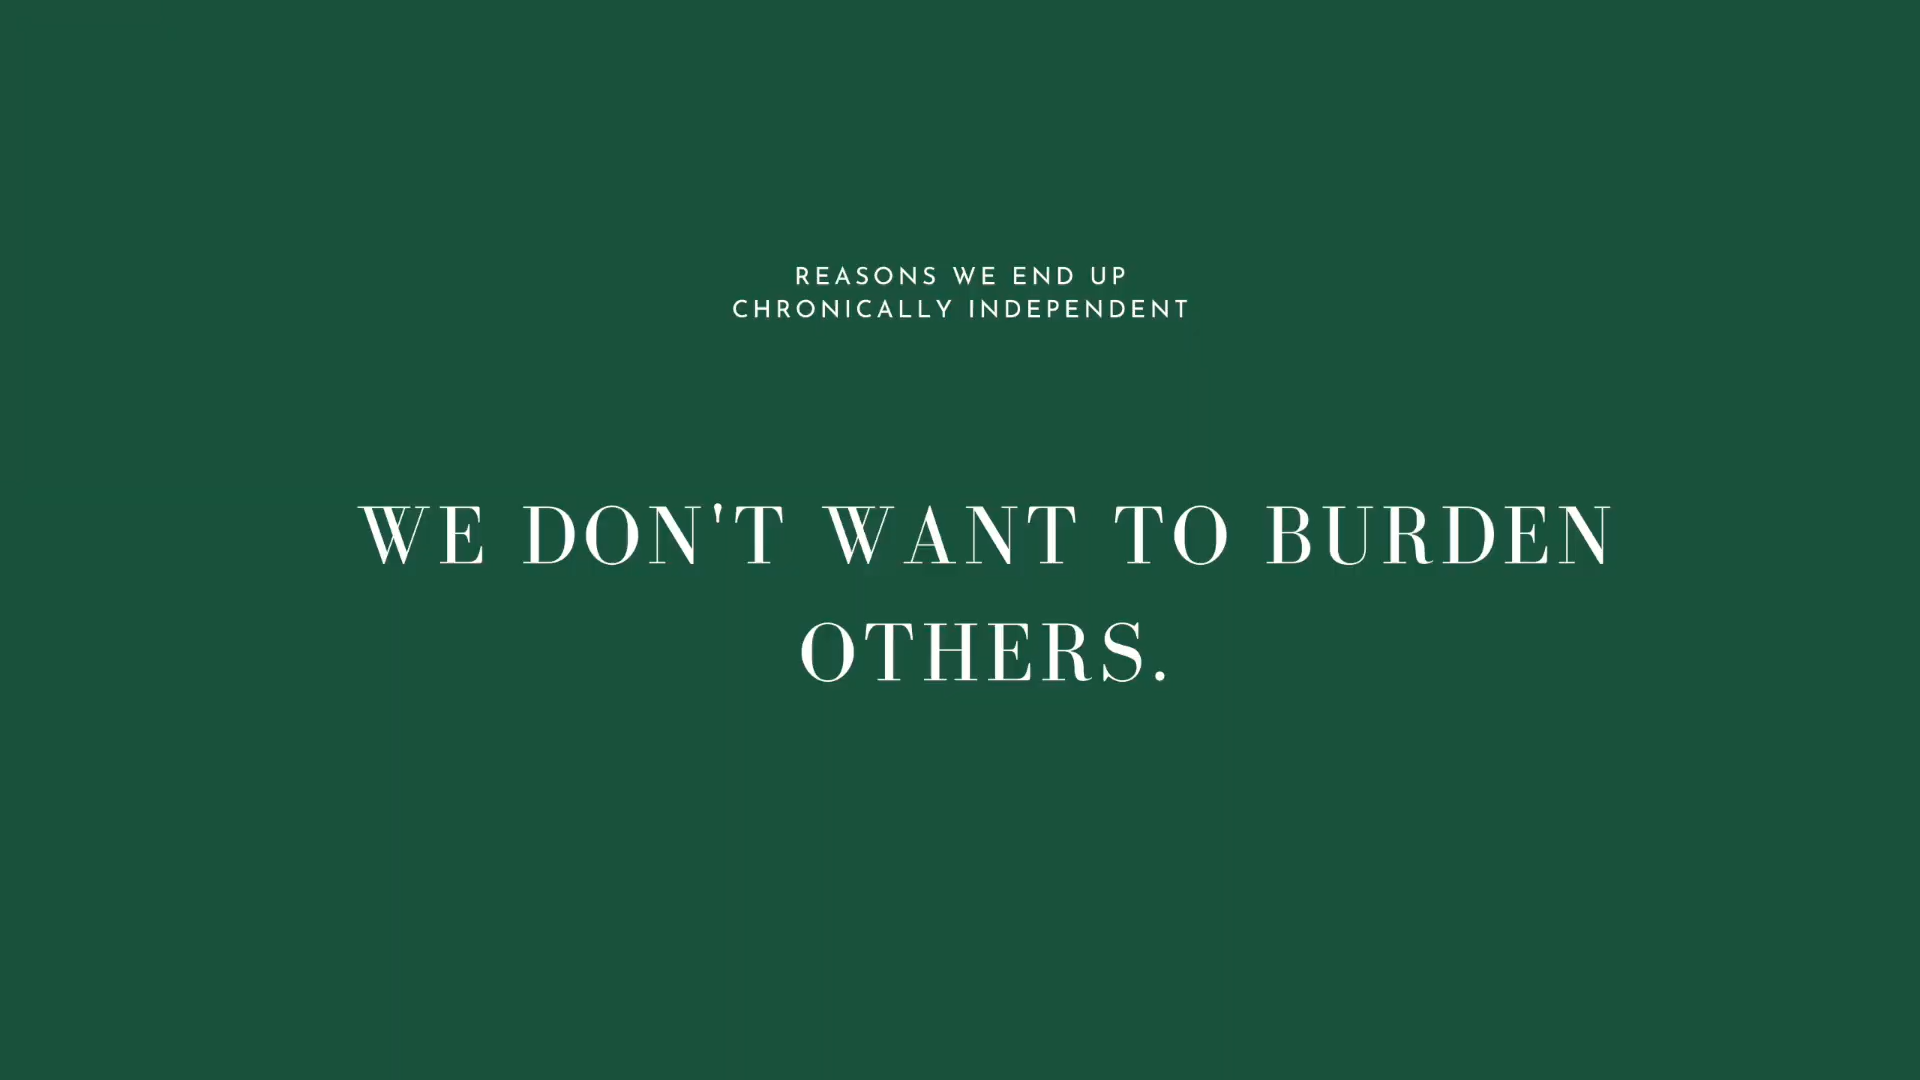 REASONS WE END UP
CHRONICALLY INDEPENDENT
WE DON'T WANT TO BURDEN
OTHERS.